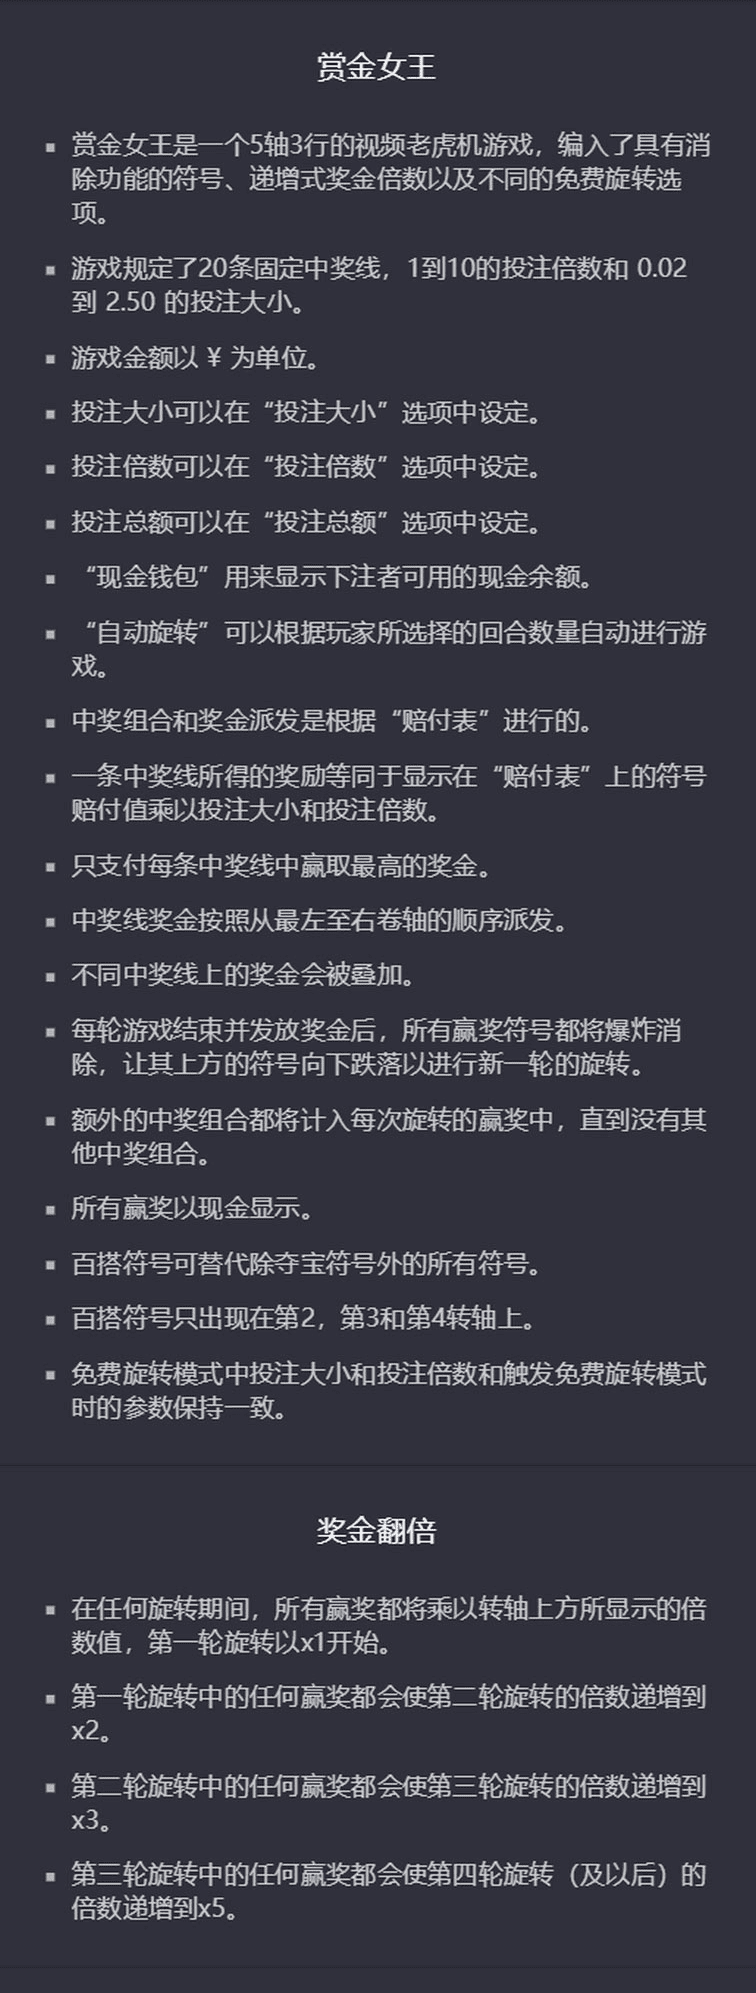 赏金女王
▪ 赏金女王是一个5轴3行的视频老虎机游戏，编入了具有消
除功能的符号、递增式奖金倍数以及不同的免费旋转选
项。
▪ 游戏规定了20条固定中奖线，1到10的投注倍数和 0.02
到 2.50 的投注大小。
▪ 游戏金额以 ¥ 为单位。
▪ 投注大小可以在“投注大小”选项中设定。
▪ 投注倍数可以在“投注倍数”选项中设定。
▪ 投注总额可以在“投注总额”选项中设定。
▪ “现金钱包”用来显示下注者可用的现金余额。
▪ “自动旋转”可以根据玩家所选择的回合数量自动进行游
戏。
▪ 中奖组合和奖金派发是根据“赔付表”进行的。
▪ 一条中奖线所得的奖励等同于显示在“赔付表”上的符号
赔付值乘以投注大小和投注倍数。
▪ 只支付每条中奖线中赢取最高的奖金。
▪ 中奖线奖金按照从最左至右卷轴的顺序派发。
▪ 不同中奖线上的奖金会被叠加。
▪ 每轮游戏结束并发放奖金后，所有赢奖符号都将爆炸消
除，让其上方的符号向下跌落以进行新一轮的旋转。
▪ 额外的中奖组合都将计入每次旋转的赢奖中，直到没有其
他中奖组合。
▪ 所有赢奖以现金显示。
▪ 百搭符号可替代除夺宝符号外的所有符号。
▪ 百搭符号只出现在第2，第3和第4转轴上。
▪ 免费旋转模式中投注大小和投注倍数和触发免费旋转模式
时的参数保持一致。
奖金翻倍
▪ 在任何旋转期间，所有赢奖都将乘以转轴上方所显示的倍
数值，第一轮旋转以x1开始。
▪ 第一轮旋转中的任何赢奖都会使第二轮旋转的倍数递增到
x2。
▪ 第二轮旋转中的任何赢奖都会使第三轮旋转的倍数递增到
x3。
▪ 第三轮旋转中的任何赢奖都会使第四轮旋转（及以后）的
倍数递增到x5。